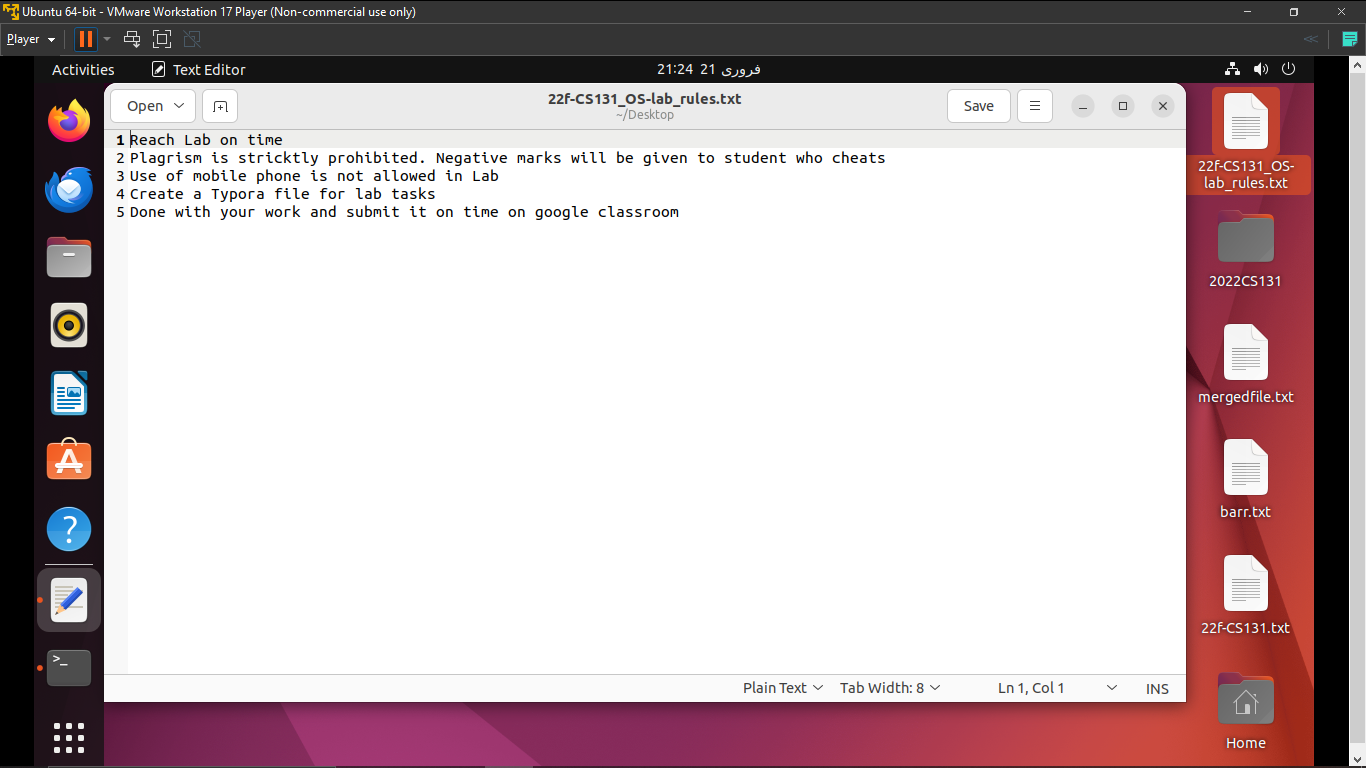 Ubuntu 64-bit - VMware Workstation 17 Player (Non-commercial use only)
Player
Activities
Text Editor
21:24 21 فروری
Open
22f-CS131_OS-lab_rules.txt
~/Desktop
Save
1 Reach Lab on time
2 Plagrism is stricktly prohibited. Negative marks will be given to student who cheats
3 Use of mobile phone is not allowed in Lab
4 Create a Typora file for lab tasks
5 Done with your work and submit it on time on google classroom
Plain Text
Tab Width: 8
Ln 1, Col 1
INS
22f-CS131_OS-
lab_rules.txt
2022CS131
mergedfile.txt
barr.txt
22f-CS131.txt
Home